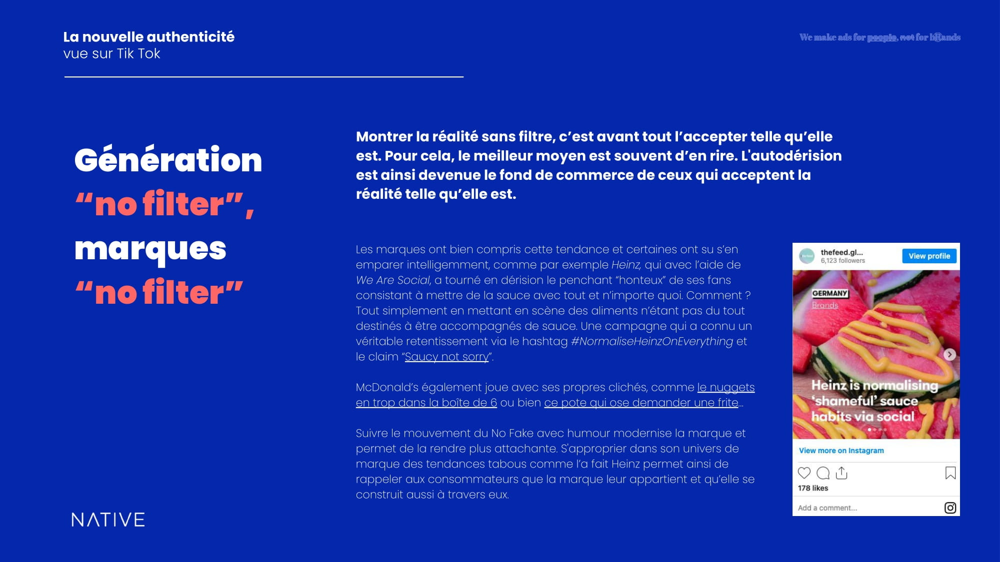 La nouvelle authenticité
vue sur Tik Tok
We make ads for people, not for bRands
Génération
“no filter”,
marques
“no filter”
Montrer la réalité sans filtre, c’est avant tout l’accepter telle qu’elle
est. Pour cela, le meilleur moyen est souvent d’en rire. L'autodérision
est ainsi devenue le fond de commerce de ceux qui acceptent la
réalité telle qu’elle est.
Les marques ont bien compris cette tendance et certaines ont su s’en
emparer intelligemment, comme par exemple Heinz, qui avec l’aide de
We Are Social, a tourné en dérision le penchant “honteux” de ses fans
consistant à mettre de la sauce avec tout et n’importe quoi. Comment ?
Tout simplement en mettant en scène des aliments n’étant pas du tout
destinés à être accompagnés de sauce. Une campagne qui a connu un
véritable retentissement via le hashtag #NormaliseHeinzOnEverything et
le claim “Saucy not sorry”.
McDonald’s également joue avec ses propres clichés, comme le nuggets
en trop dans la boîte de 6 ou bien ce pote qui ose demander une frite...
Suivre le mouvement du No Fake avec humour modernise la marque et
permet de la rendre plus attachante. S'approprier dans son univers de
marque des tendances tabous comme l’a fait Heinz permet ainsi de
rappeler aux consommateurs que la marque leur appartient et qu’elle se
construit aussi à travers eux.
thefeed.gl...
6,123 followers
View profile
GERMANY
Brands
Heinz is normalising
‘shameful’ sauce
habits via social
View more on Instagram
178 likes
Add a comment...
NATIVE